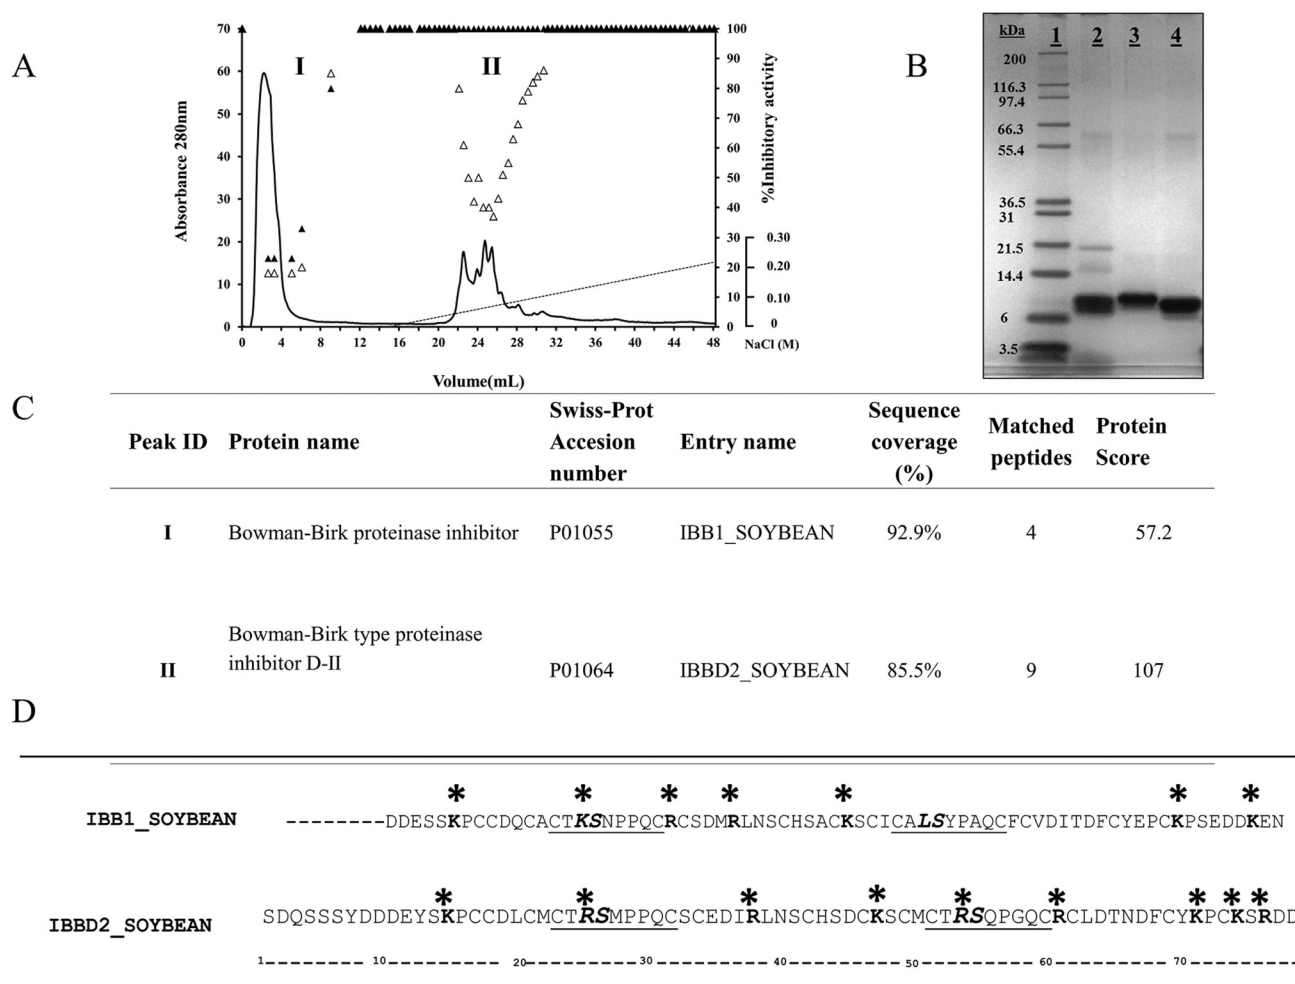 A
I
II
Absorbance 280nm
70
60
50
40
30
20
10
0
0 4 8 12 16 20 24 28 32 36 40 44 48
Volume(mL)
100
90
80
70
60
50
40
30
20
10
0
%Inhibitory activity
0.30
0.20
0.10
0
NaCl (M)
B
kDa 1 2 3 4
200
116.3
97.4
66.3
55.4
36.5
31
21.5
14.4
6
3.5
C
Peak ID Protein name Swiss-Prot Accesion number Entry name Sequence coverage (%) Matched peptides Protein Score
I Bowman-Birk proteinase inhibitor P01055 IBB1_SOYBEAN 92.9% 4 57.2
II Bowman-Birk type proteinase inhibitor D-II P01064 IBBD2_SOYBEAN 85.5% 9 107
D
* * * * * * *
IBB1_SOYBEAN --------DDESSKPCCDQCACTKSNPPQCRCSDMRLNSCHSACKSCICALSYPAQCFCVDITDFCYEPCKPSEDDKEN
* * * * * * * * *
IBBD2_SOYBEAN SDQSSSYDDDEYSKPCCDLCMCTRSMPPQCSCEDIRLNSCHSDCKSCMCTRSQPGQCRCLDTNDFCYKPCKSRDD
1--------- 10--------- 20--------- 30--------- 40--------- 50--------- 60--------- 70---------